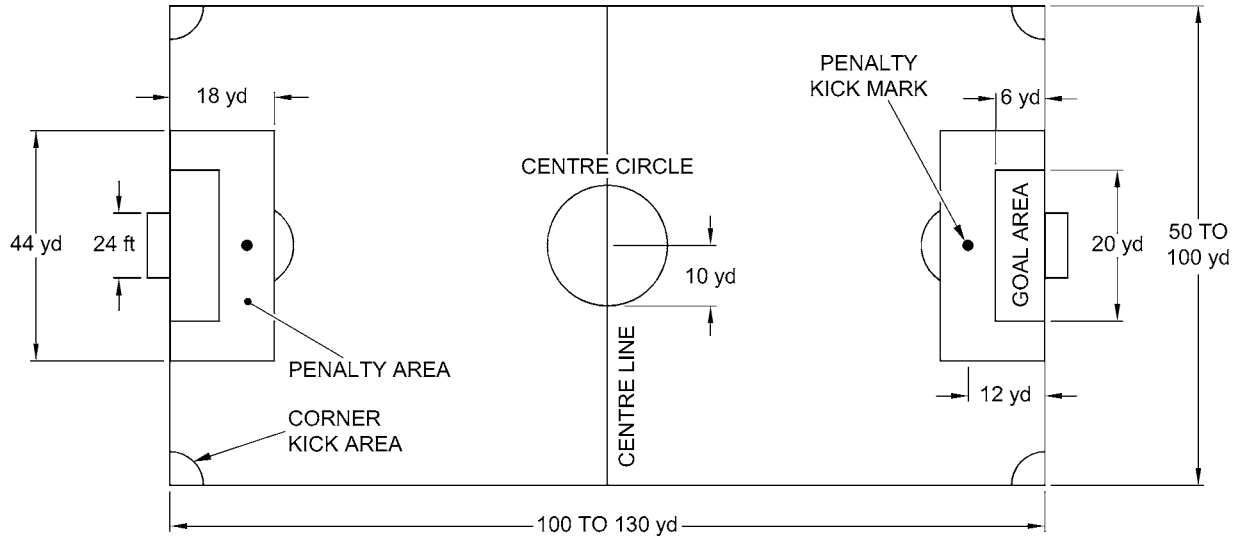 PENALTY
KICK MARK
18 yd
6 yd
CENTRE CIRCLE
44 yd
24 ft
10 yd
GOAL AREA
20 yd
50 TO
100 yd
PENALTY AREA
CENTRE LINE
12 yd
CORNER
KICK AREA
100 TO 130 yd